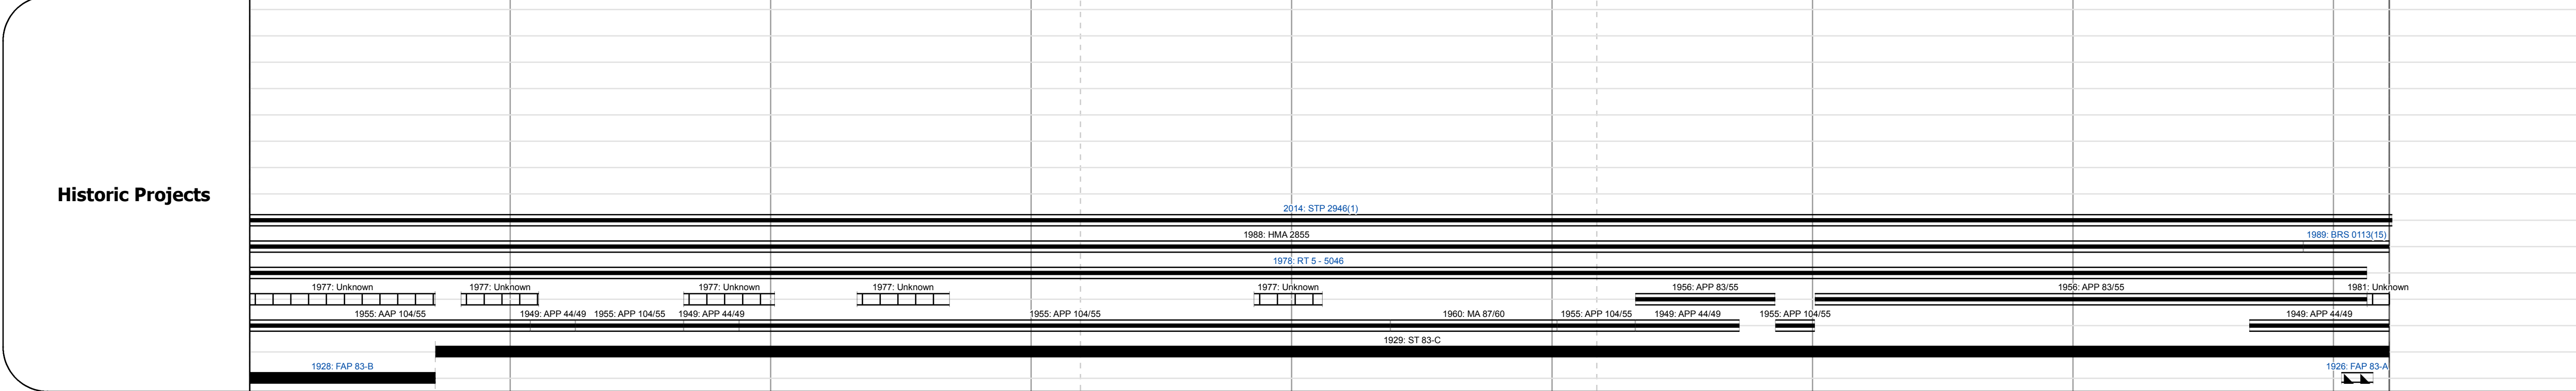 Historic Projects
2014: STP 2946(1)
1988: HMA 2855 1989: BRS 0113(15)
1978: RT 5 - 5046
1977: Unknown 1977: Unknown 1977: Unknown 1977: Unknown 1977: Unknown 1956: APP 83/55 1956: APP 83/55 1981: Unknown
1955: AAP 104/55 1949: APP 44/49 1955: APP 104/55 1949: APP 44/49 1955: APP 104/55 1960: MA 87/60 1955: APP 104/55 1949: APP 44/49 1955: APP 104/55 1949: APP 44/49
1929: ST 83-C
1928: FAP 83-B 1926: FAP 83-A